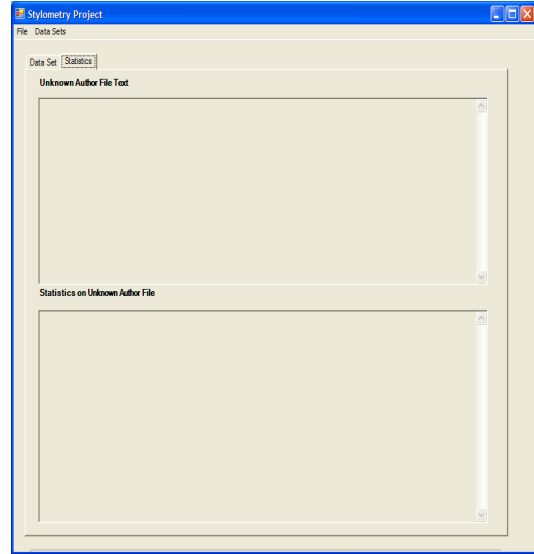 Stylometry Project
File Data Sets
Data Set Statistics
Unknown Author File Text
Statistics on Unknown Author File